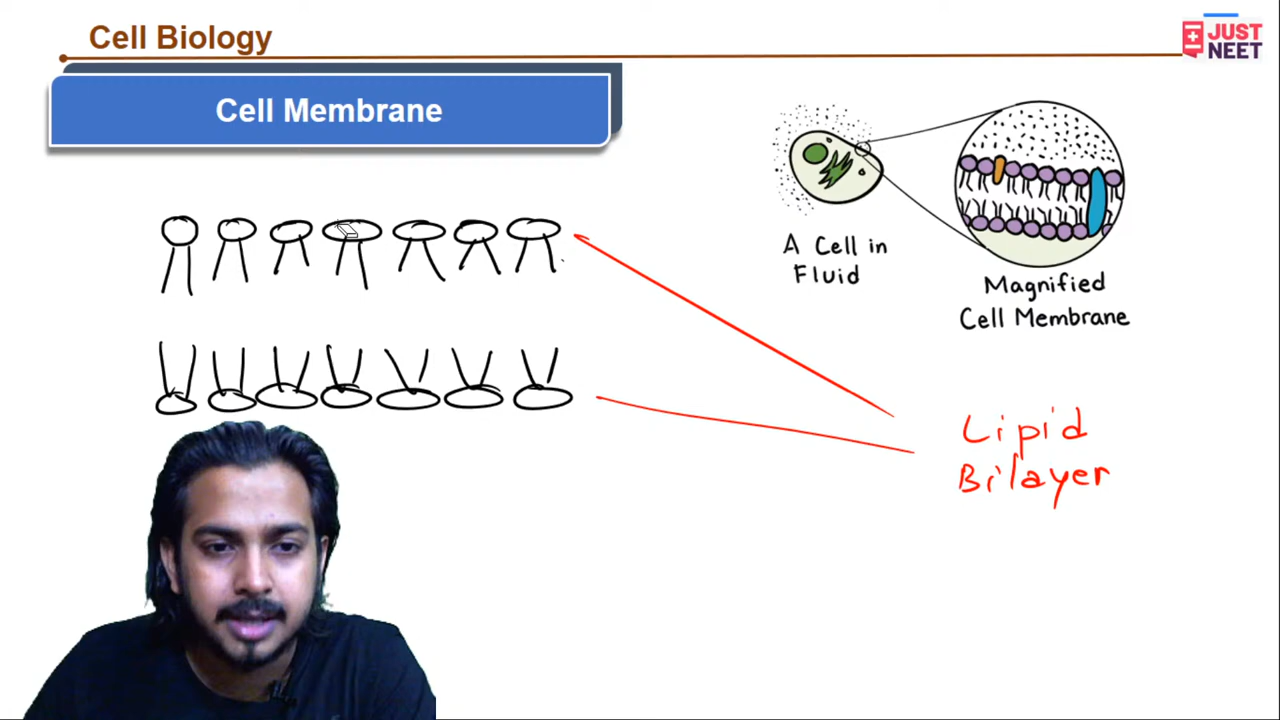 Cell Biology
JUST
NEET
Cell Membrane
A Cell in
Fluid
Magnified
Cell Membrane
Lipid
Bilayer